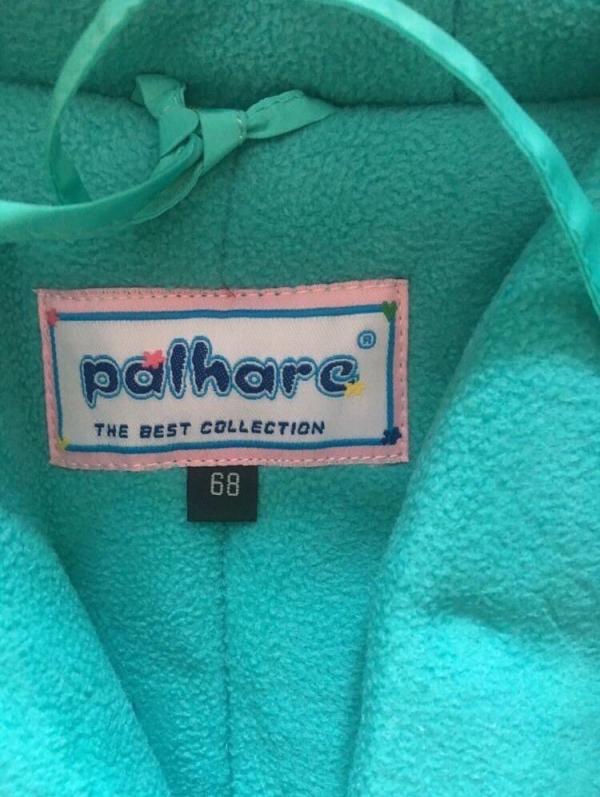 palhare ®
THE BEST COLLECTION
68